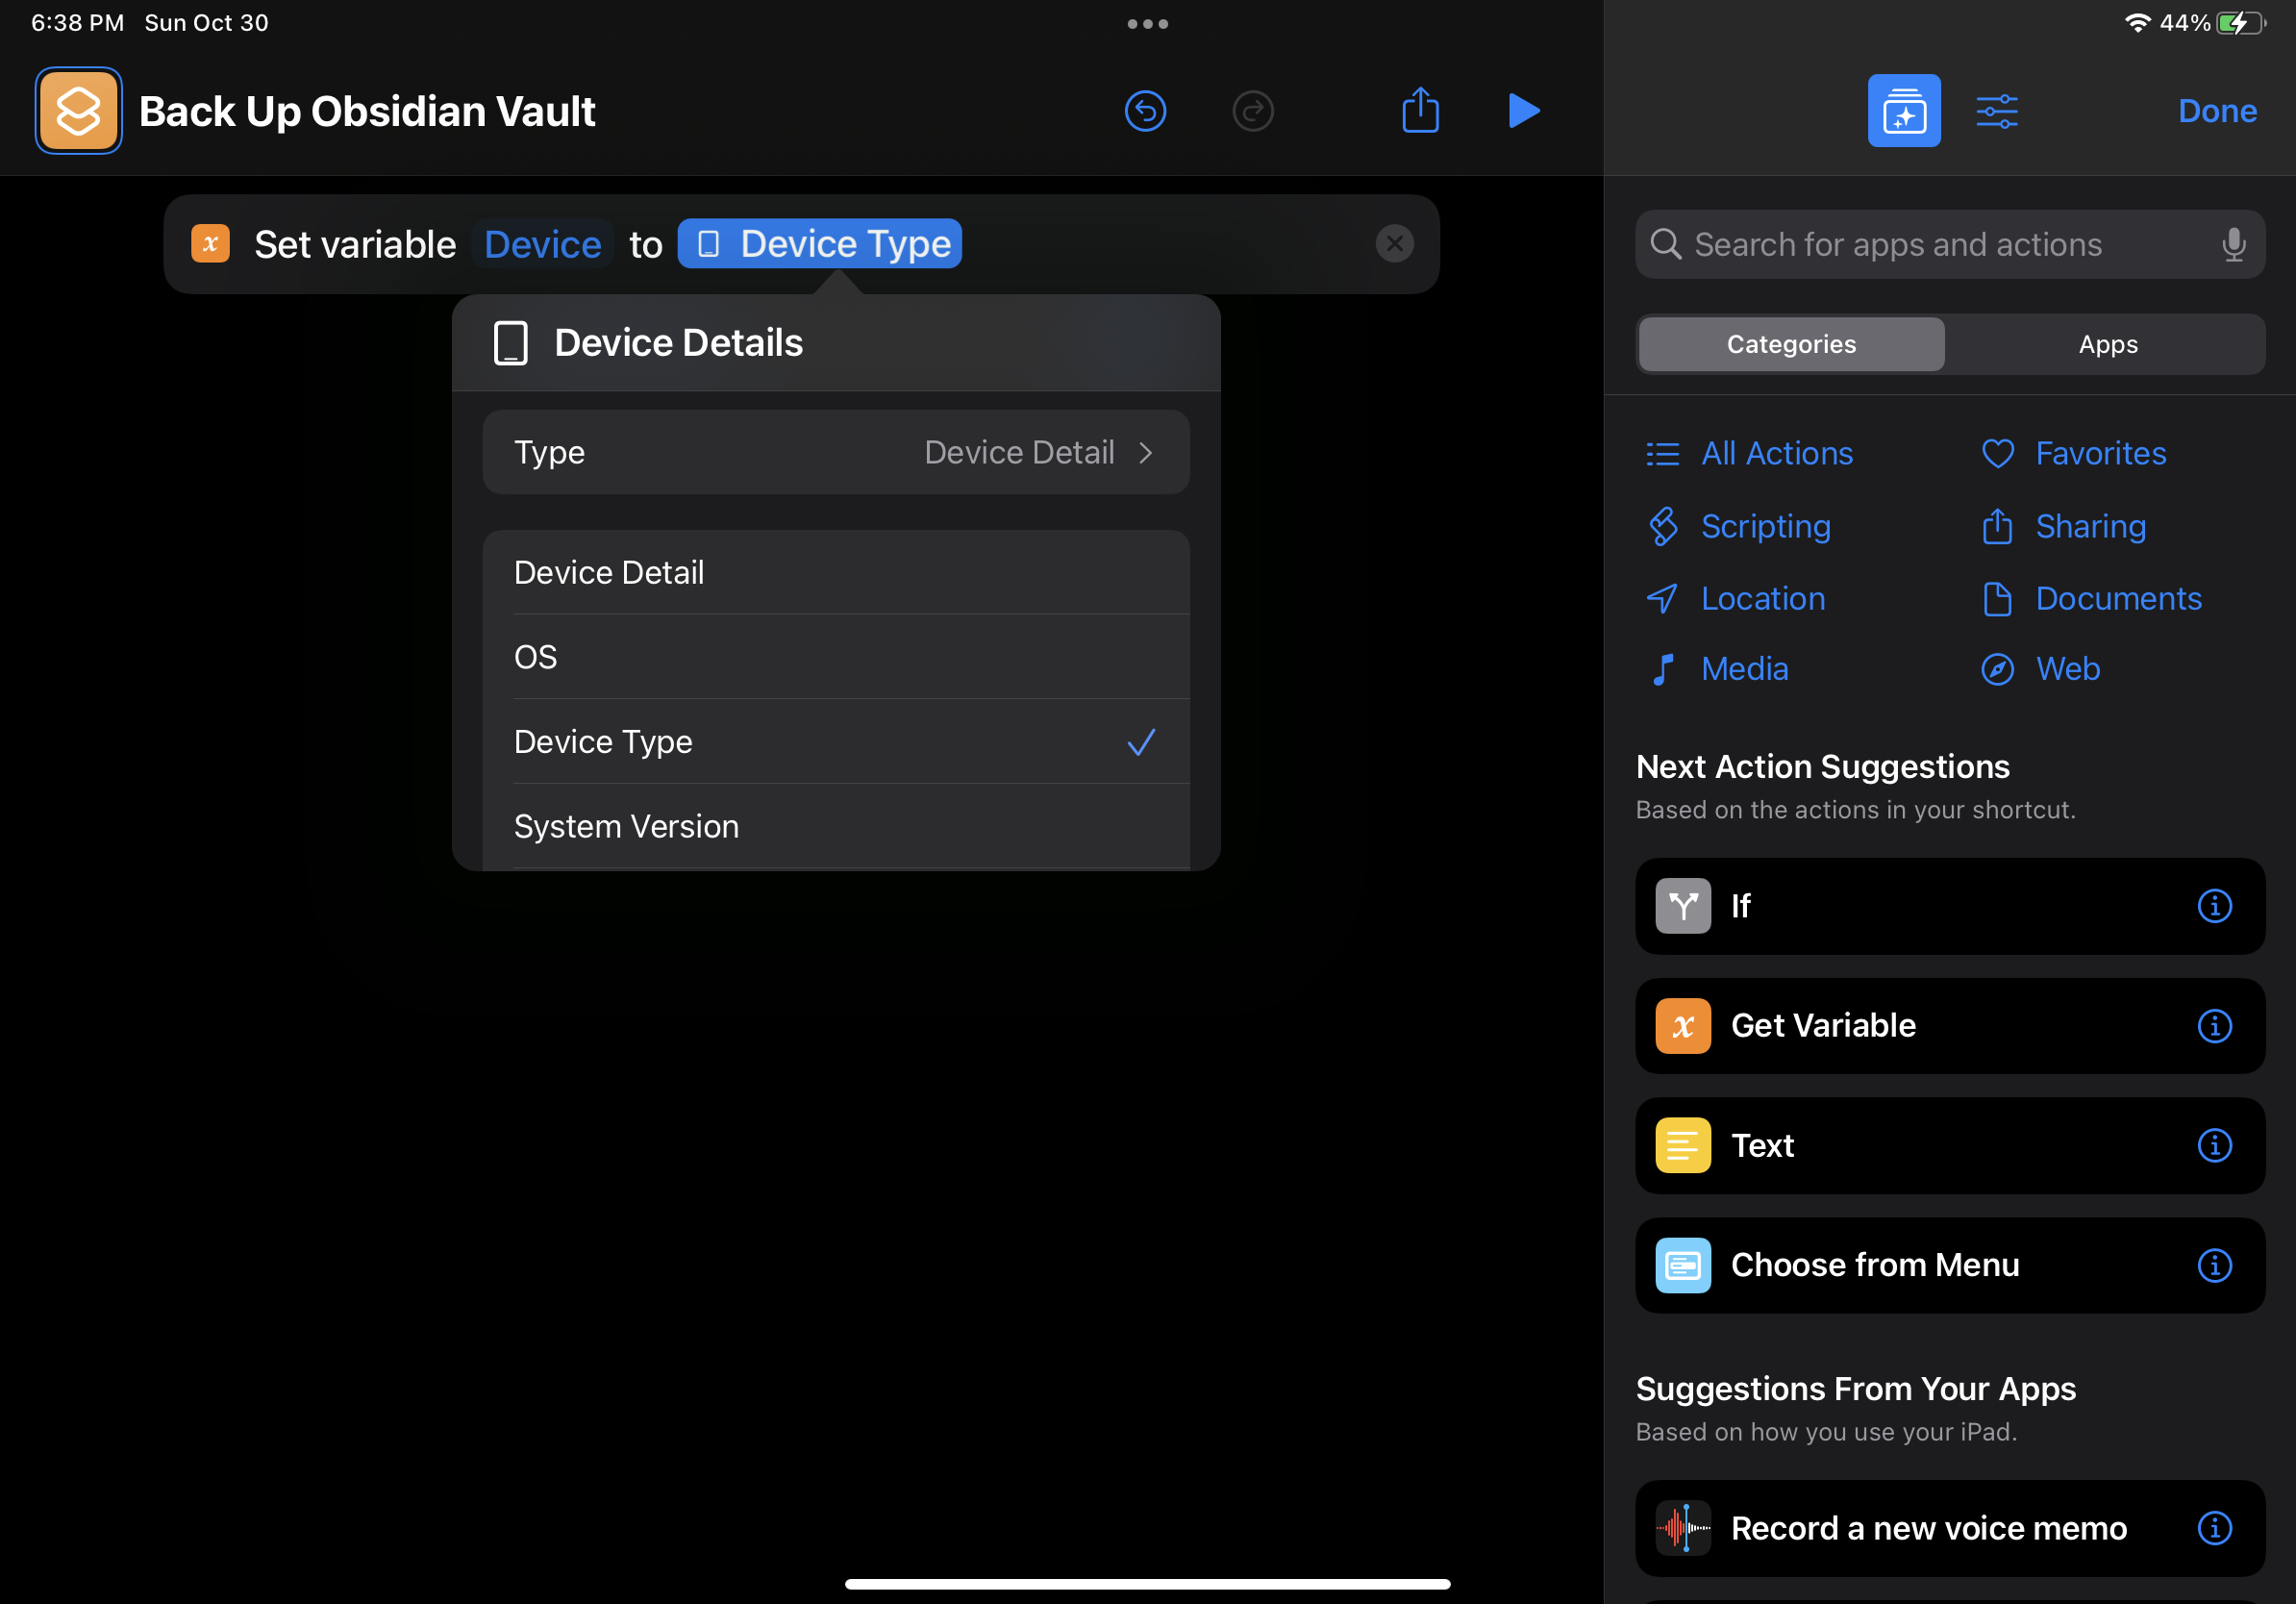 6:38 PM Sun Oct 30
44%
Back Up Obsidian Vault
Done
Set variable Device to Device Type
Device Details
Type Device Detail
Device Detail
OS
Device Type
System Version
Search for apps and actions
Categories Apps
All Actions Favorites
Scripting Sharing
Location Documents
Media Web
Next Action Suggestions
Based on the actions in your shortcut.
If
Get Variable
Text
Choose from Menu
Suggestions From Your Apps
Based on how you use your iPad.
Record a new voice memo